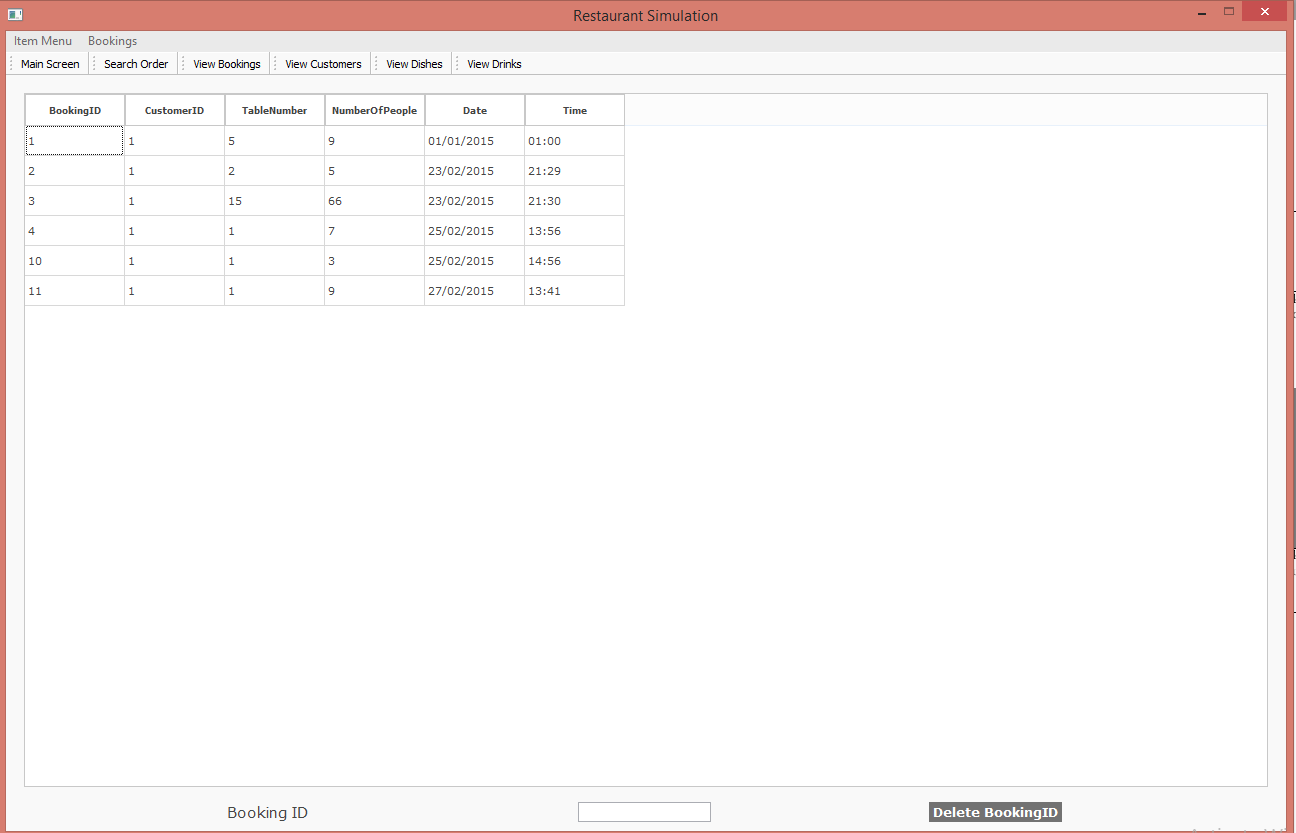 Restaurant Simulation
Item Menu Bookings
Main Screen Search Order View Bookings View Customers View Dishes View Drinks
BookingID CustomerID TableNumber NumberOfPeople Date Time
1 1 5 9 01/01/2015 01:00
2 1 2 5 23/02/2015 21:29
3 1 15 66 23/02/2015 21:30
4 1 1 7 25/02/2015 13:56
10 1 1 3 25/02/2015 14:56
11 1 1 9 27/02/2015 13:41
Booking ID Delete BookingID